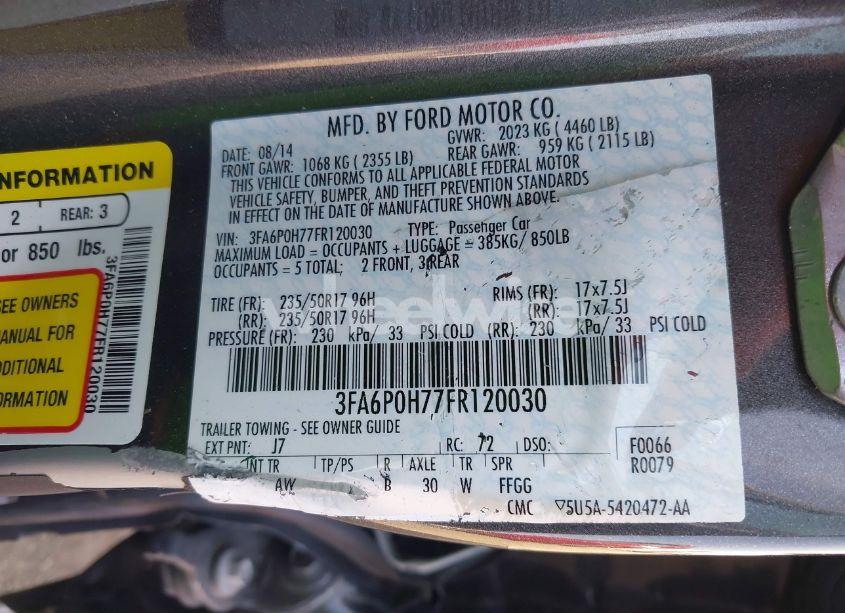 INFORMATION
2 REAR: 3
or 850 lbs.
SEE OWNERS
MANUAL FOR
ADDITIONAL
INFORMATION
3FA6P0H77FR120030
MFD. BY FORD MOTOR CO.
DATE: 08/14 GVWR: 2023 KG ( 4460 LB)
FRONT GAWR: 1068 KG ( 2355 LB) REAR GAWR: 959 KG ( 2115 LB)
THIS VEHICLE CONFORMS TO ALL APPLICABLE FEDERAL MOTOR
VEHICLE SAFETY, BUMPER, AND THEFT PREVENTION STANDARDS
IN EFFECT ON THE DATE OF MANUFACTURE SHOWN ABOVE.
VIN: 3FA6P0H77FR120030 TYPE: Passenger Car
MAXIMUM LOAD = OCCUPANTS + LUGGAGE = 385KG/ 850LB
OCCUPANTS = 5 TOTAL; 2 FRONT, 3 REAR
TIRE (FR): 235/50R17 96H RIMS (FR): 17x7.5J
(RR): 235/50R17 96H (RR): 17x7.5J
PRESSURE (FR): 230 kPa/ 33 PSI COLD (RR): 230 kPa/ 33 PSI COLD
3FA6P0H77FR120030
TRAILER TOWING - SEE OWNER GUIDE
EXT PNT: J7 RC: 72 DSO: F0066
R0079
INT TR TP/PS R AXLE TR SPR
AW B 30 W FFGG
CMC ▽5U5A-5420472-AA